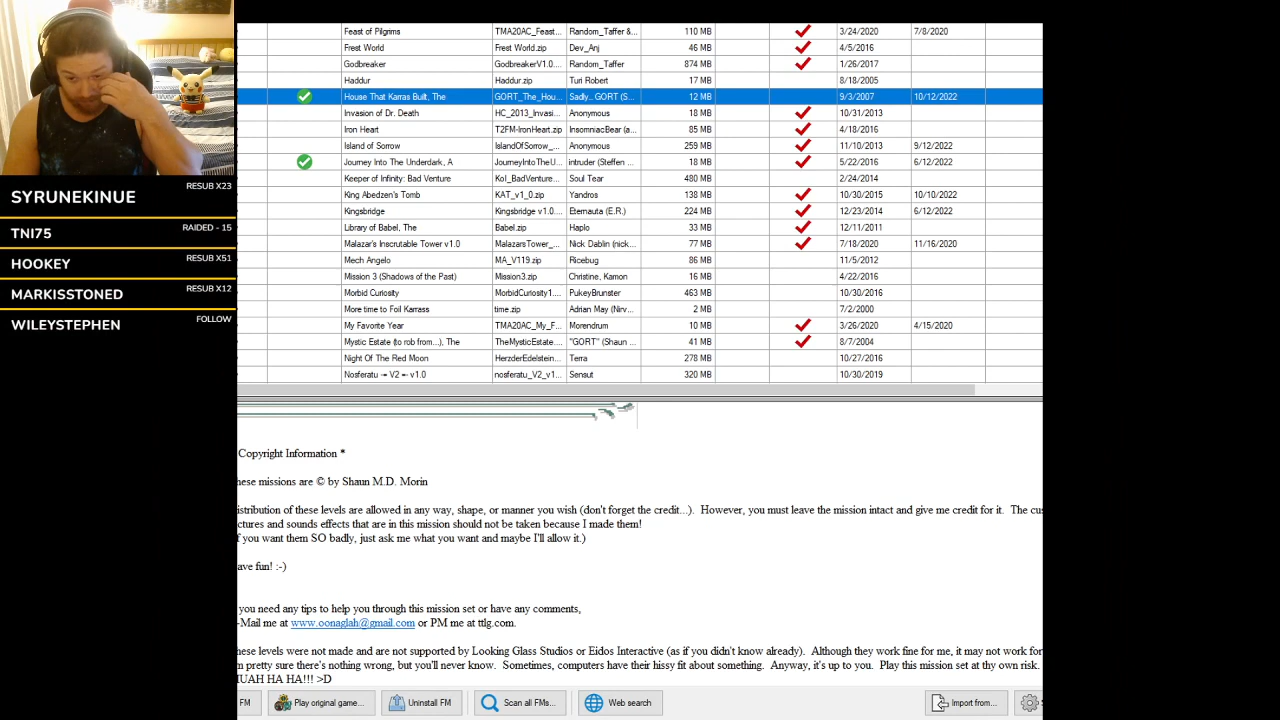 SYRUNEKINUE RESUB X23
TNI75 RAIDED - 15
HOOKEY RESUB X51
MARKISSTONED RESUB X12
WILEYSTEPHEN FOLLOW
Feast of Pilgrims TMA20AC_Feast... Random_Taffer &... 110 MB 3/24/2020 7/8/2020
Frest World Frest World.zip Dev_Anj 46 MB 4/5/2016
Godbreaker GodbreakerV1.0.... Random_Taffer 874 MB 1/26/2017
Haddur Haddur.zip Turi Robert 17 MB 8/18/2005
House That Karras Built, The GORT_The_Hou... Sadly.. GORT (S... 12 MB 9/3/2007 10/12/2022
Invasion of Dr. Death HC_2013_Invasi... Anonymous 18 MB 10/31/2013
Iron Heart T2FM-IronHeart.zip InsomniacBear (a... 85 MB 4/18/2016
Island of Sorrow IslandOfSorrow_... Anonymous 259 MB 11/10/2013 9/12/2022
Journey Into The Underdark, A JourneyIntoTheU... intruder (Steffen ... 18 MB 5/22/2016 6/12/2022
Keeper of Infinity: Bad Venture KoI_BadVenture... Soul Tear 480 MB 2/24/2014
King Abedzen's Tomb KAT_v1_0.zip Yandros 138 MB 10/30/2015 10/10/2022
Kingsbridge Kingsbridge v1.0.... Eternauta (E.R.) 224 MB 12/23/2014 6/12/2022
Library of Babel, The Babel.zip Haplo 33 MB 12/11/2011
Malazar's Inscrutable Tower v1.0 MalazarsTower_... Nick Dablin (nick... 77 MB 7/18/2020 11/16/2020
Mech Angelo MA_V119.zip Ricebug 86 MB 11/5/2012
Mission 3 (Shadows of the Past) Mission3.zip Christine, Kamon 16 MB 4/22/2016
Morbid Curiosity MorbidCuriosity1.... PukeyBrunster 463 MB 10/30/2016
More time to Foil Karrass time.zip Adrian May (Nirv... 2 MB 7/2/2000
My Favorite Year TMA20AC_My_F... Morendrum 10 MB 3/26/2020 4/15/2020
Mystic Estate (to rob from...), The TheMysticEstate.... "GORT" (Shaun ... 41 MB 8/7/2004
Night Of The Red Moon HerzderEdelstein... Terra 278 MB 10/27/2016
Nosferatu -= V2 =- v1.0 nosferatu_V2_v1... Sensut 320 MB 10/30/2019
Copyright Information *
hese missions are © by Shaun M.D. Morin
istribution of these levels are allowed in any way, shape, or manner you wish (don't forget the credit...). However, you must leave the mission intact and give me credit for it. The cus
ictures and sounds effects that are in this mission should not be taken because I made them!
f you want them SO badly, just ask me what you want and maybe I'll allow it.)
ave fun! :-)
you need any tips to help you through this mission set or have any comments,
-Mail me at www.oonaglah@gmail.com or PM me at ttlg.com.
hese levels were not made and are not supported by Looking Glass Studios or Eidos Interactive (as if you didn't know already). Although they work fine for me, it may not work for
m pretty sure there's nothing wrong, but you'll never know. Sometimes, computers have their hissy fit about something. Anyway, it's up to you. Play this mission set at thy own risk.
IUAH HA HA!!! >D
FM Play original game... Uninstall FM Scan all FMs... Web search Import from...